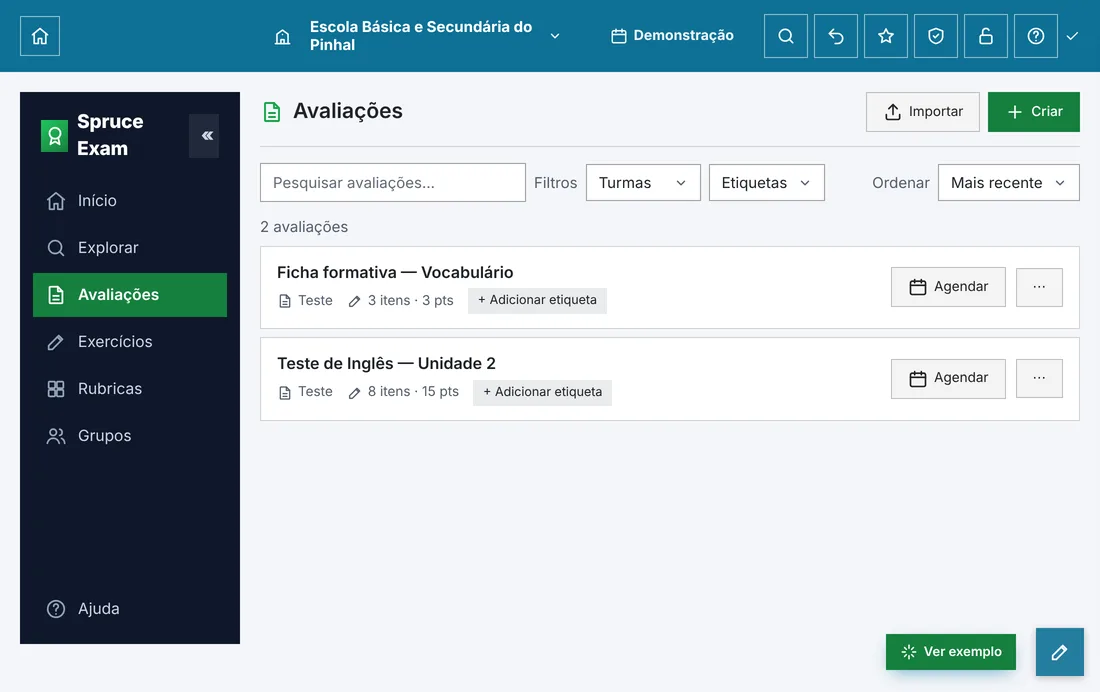 Escola Básica e Secundária do
Pinhal
Demonstração
Spruce
Exam
«
Início
Explorar
Avaliações
Exercícios
Rubricas
Grupos
Ajuda
Avaliações
Importar
Criar
Pesquisar avaliações...
Filtros
Turmas
Etiquetas
Ordenar
Mais recente
2 avaliações
Ficha formativa — Vocabulário
Teste
3 itens · 3 pts
+ Adicionar etiqueta
Agendar
...
Teste de Inglês — Unidade 2
Teste
8 itens · 15 pts
+ Adicionar etiqueta
Agendar
...
Ver exemplo